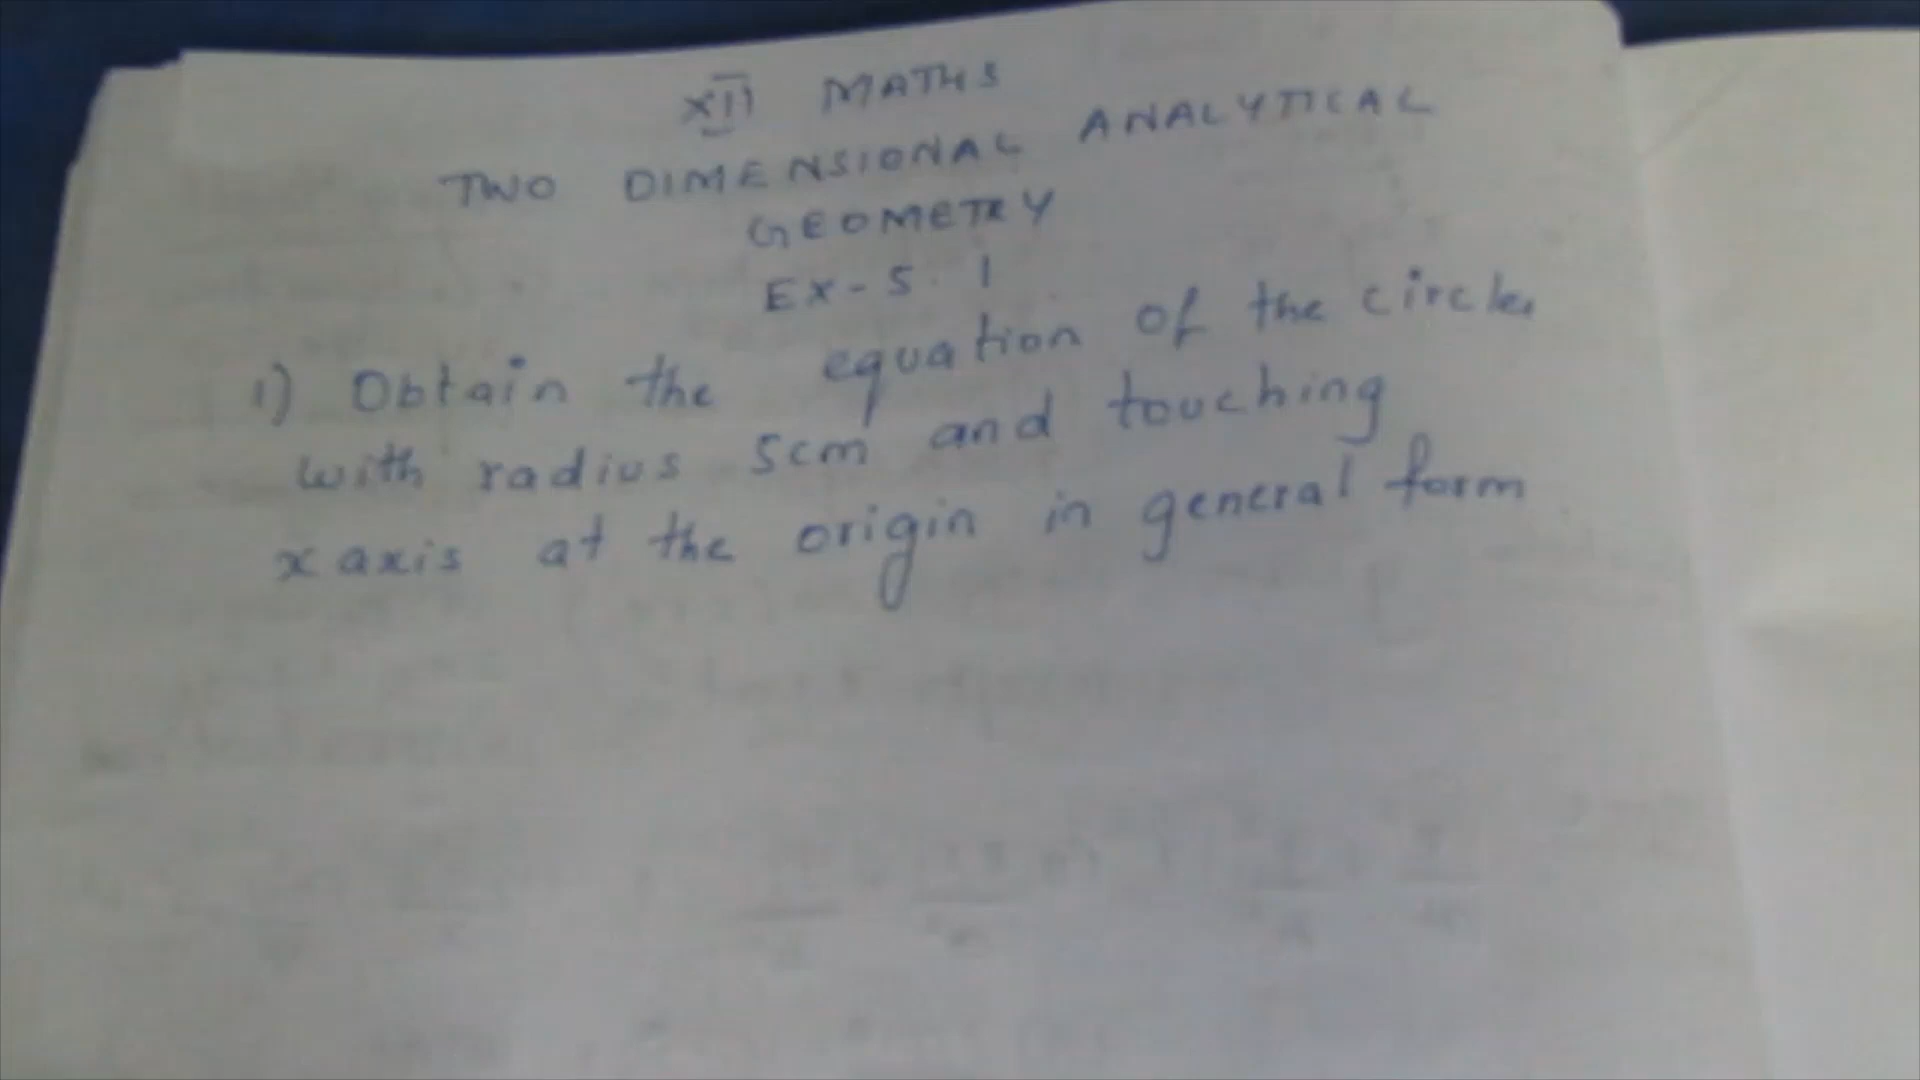 XII MATHS
TWO DIMENSIONAL ANALYTICAL
GEOMETRY
EX-5.1
1) Obtain the equation of the circles
with radius 5cm and touching
x axis at the origin in general form